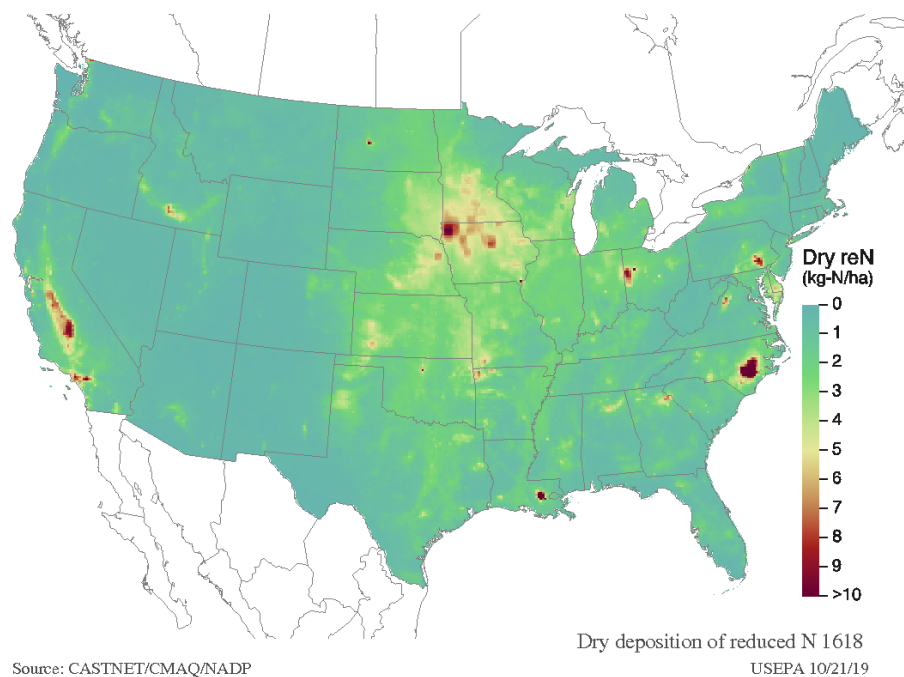 Dry reN
(kg-N/ha)
0
1
2
3
4
5
6
7
8
9
>10
Dry deposition of reduced N 1618
Source: CASTNET/CMAQ/NADP
USEPA 10/21/19